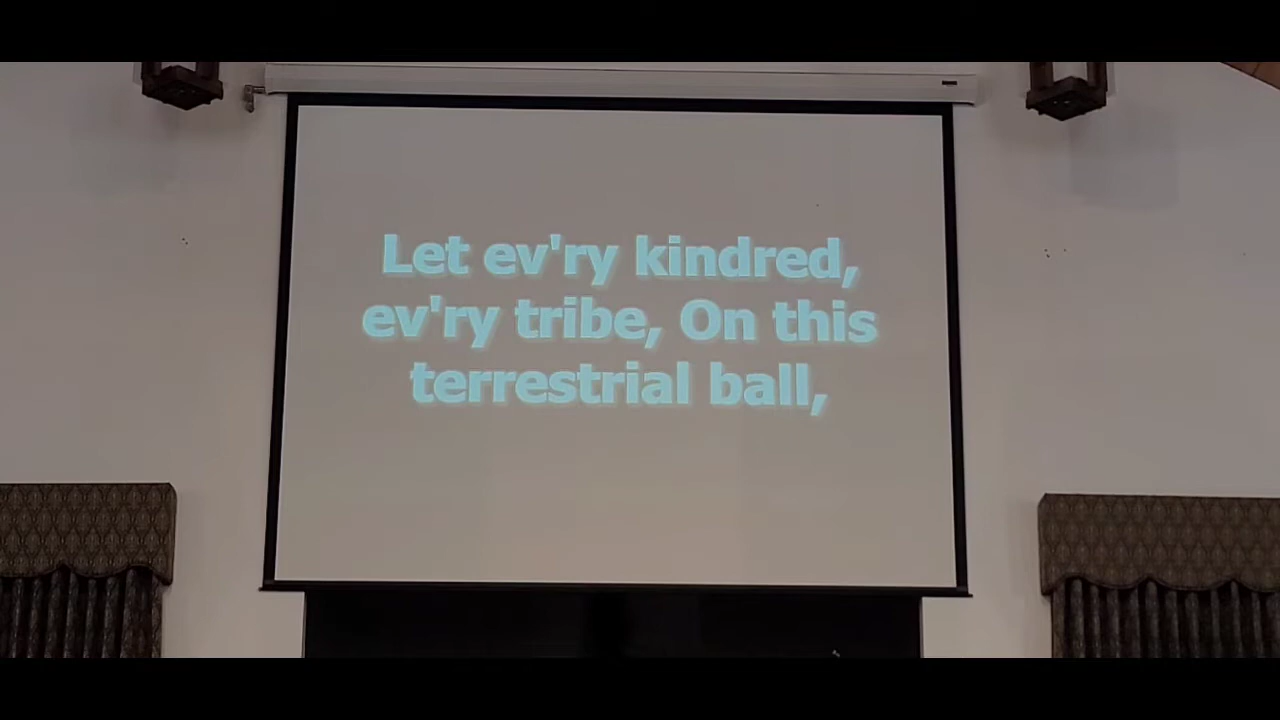 Let ev'ry kindred,
ev'ry tribe, On this
terrestrial ball,